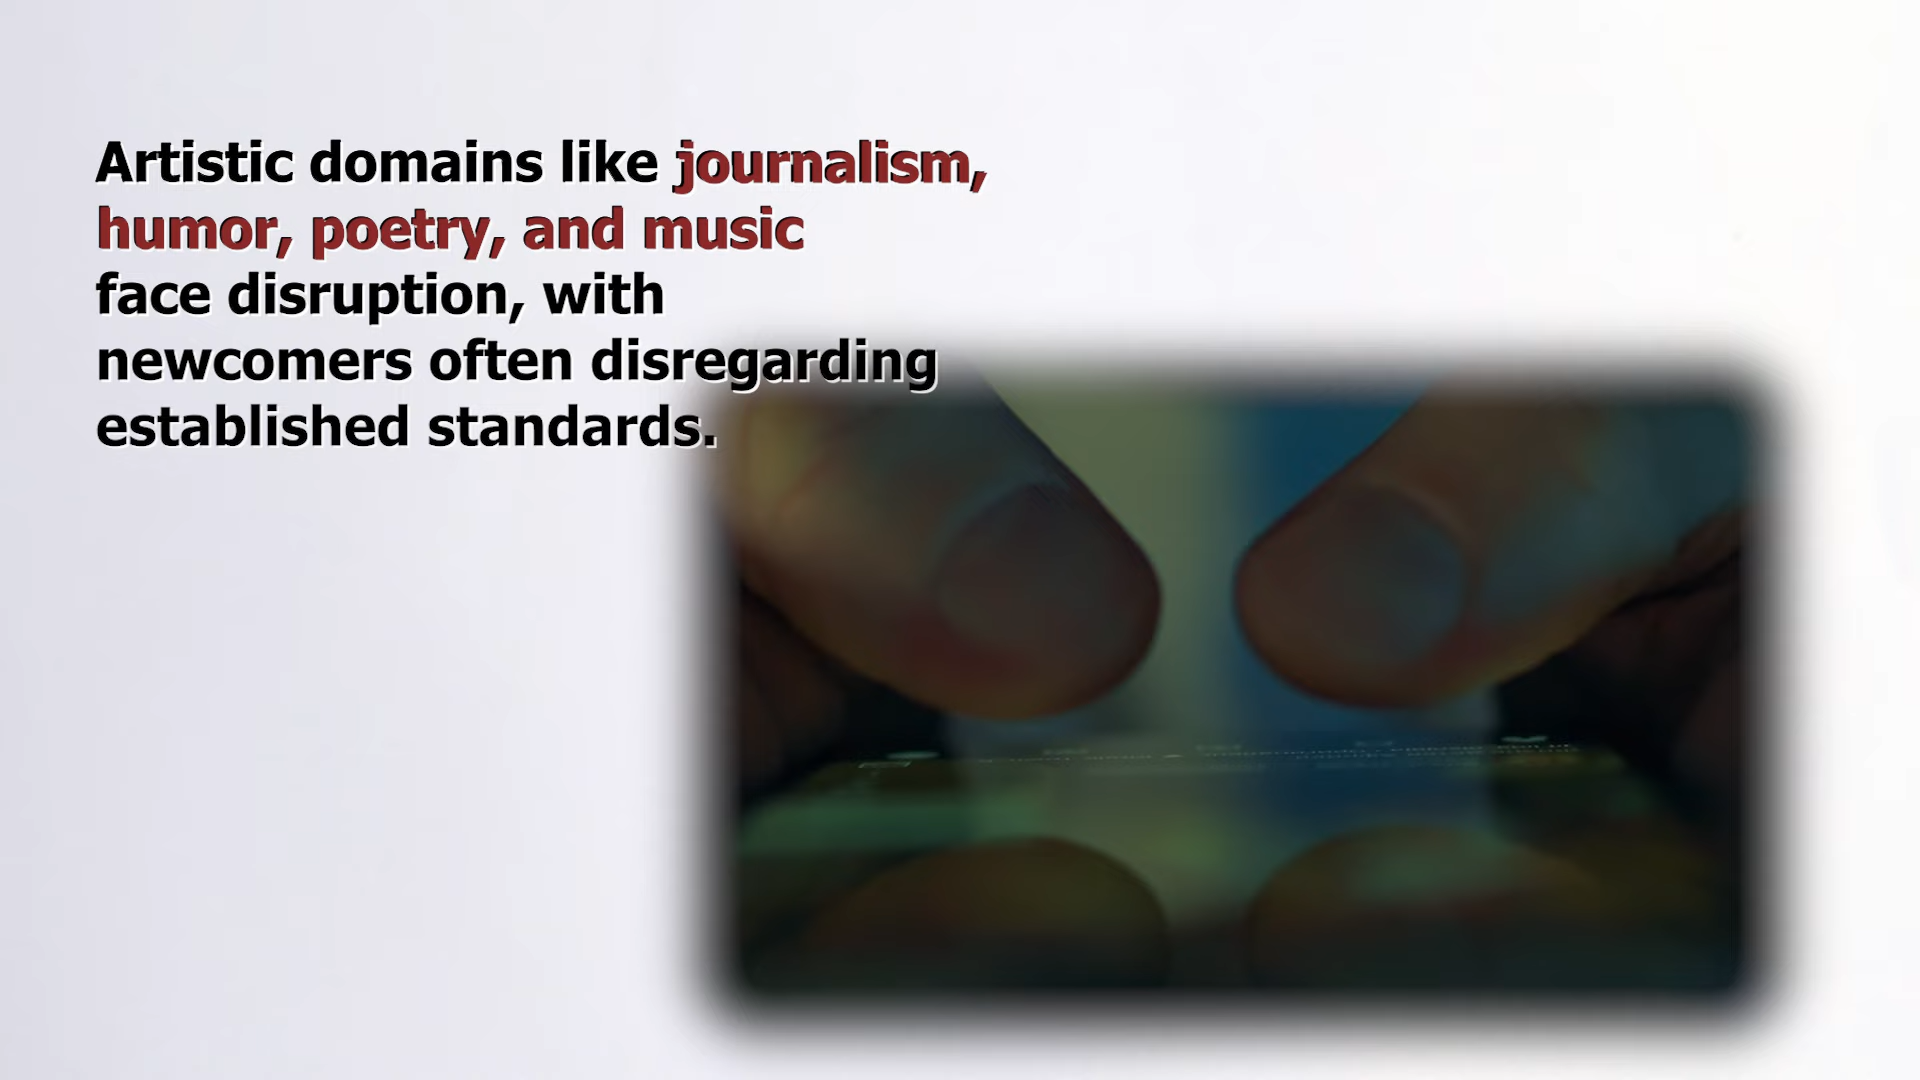 Artistic domains like journalism,
humor, poetry, and music
face disruption, with
newcomers often disregarding
established standards.